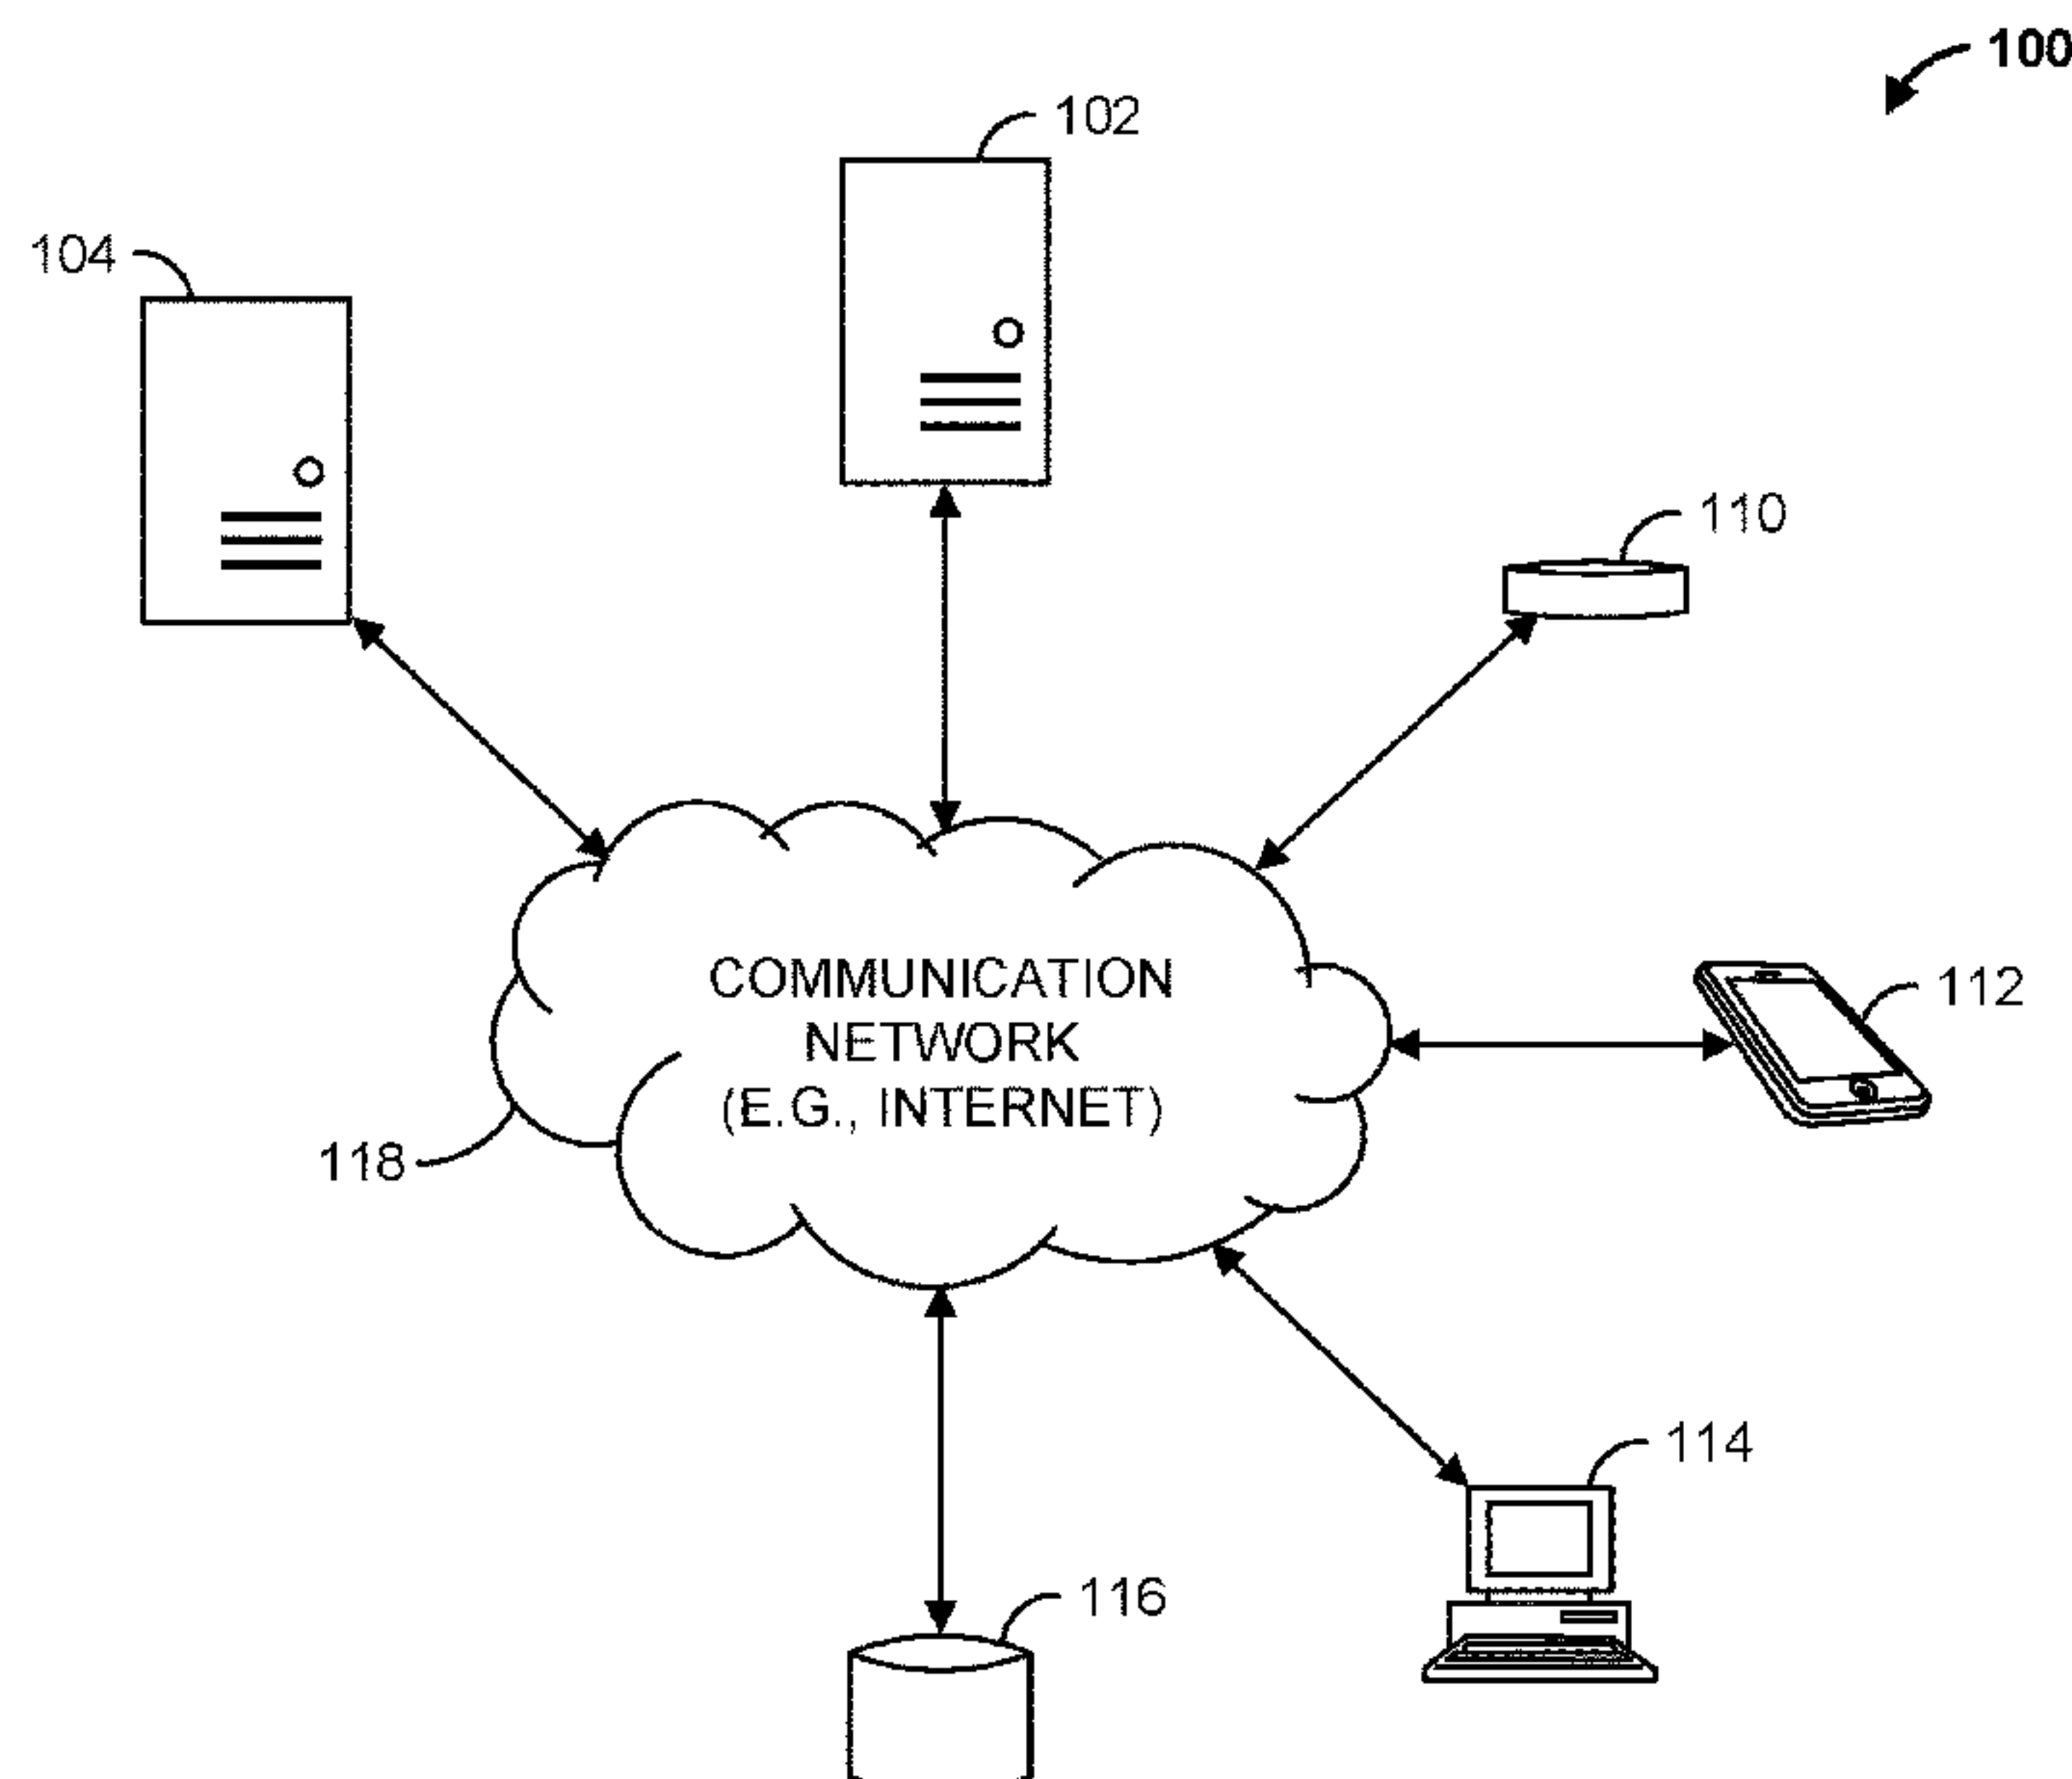 100
102
104
110
COMMUNICATION
NETWORK
(E.G., INTERNET)
112
118
114
116